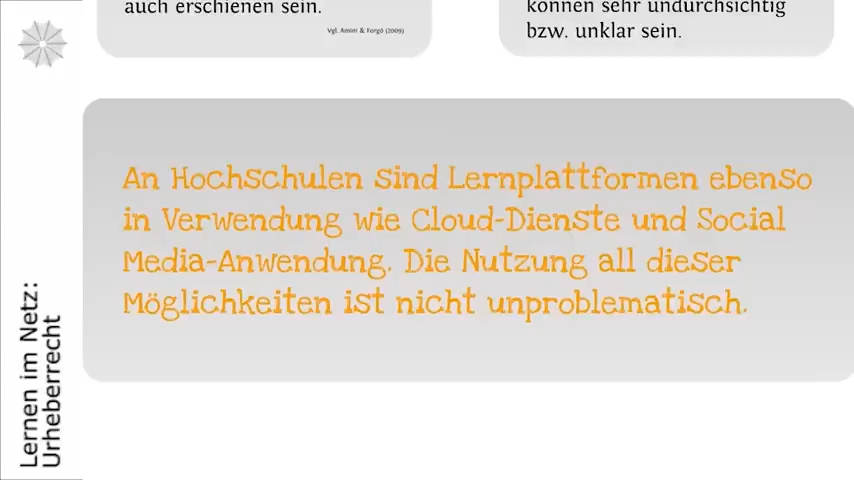 auch erschienen sein.
Vgl. Amini & Forgó (2009)
können sehr undurchsichtig
bzw. unklar sein.
An Hochschulen sind Lernplattformen ebenso
in Verwendung wie Cloud-Dienste und Social
Media-Anwendung. Die Nutzung all dieser
Möglichkeiten ist nicht unproblematisch.
Lernen im Netz:
Urheberrecht